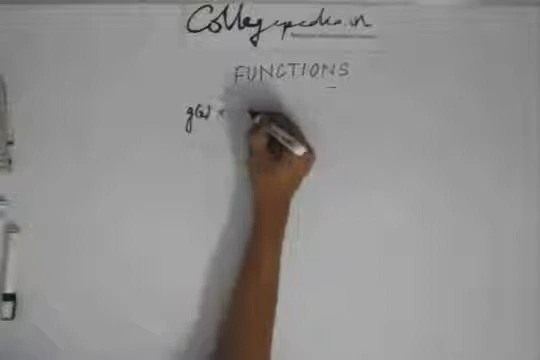 Collegepedia.in
FUNCTIONS
g(x) =